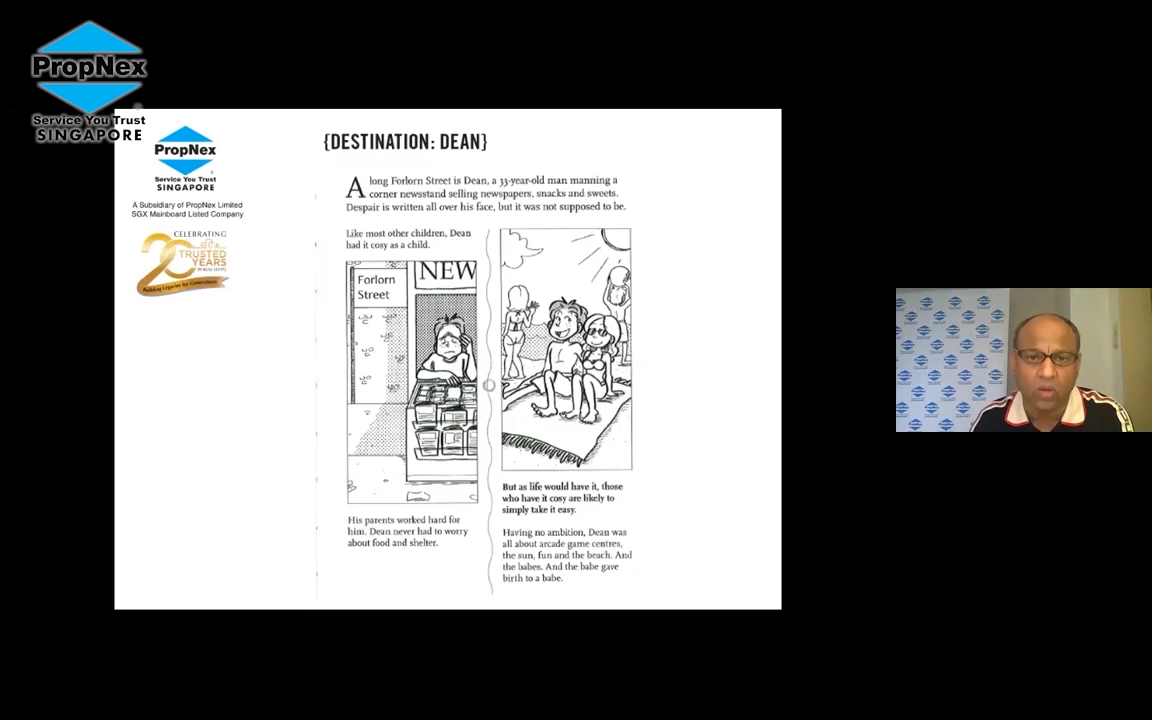 PropNex
Service You Trust
SINGAPORE
PropNex
Service You Trust
SINGAPORE
A Subsidiary of PropNex Limited
SGX Mainboard Listed Company
CELEBRATING
20 TRUSTED
YEARS
IN REAL ESTATE
{DESTINATION: DEAN}
Along Forlorn Street is Dean, a 33-year-old man manning a
corner newsstand selling newspapers, snacks and sweets.
Despair is written all over his face, but it was not supposed to be.
Like most other children, Dean
had it cosy as a child.
Forlorn
Street
NEW
His parents worked hard for
him. Dean never had to worry
about food and shelter.
But as life would have it, those
who have it cosy are likely to
simply take it easy.
Having no ambition, Dean was
all about arcade game centres,
the sun, fun and the beach. And
the babes. And the babe gave
birth to a babe.